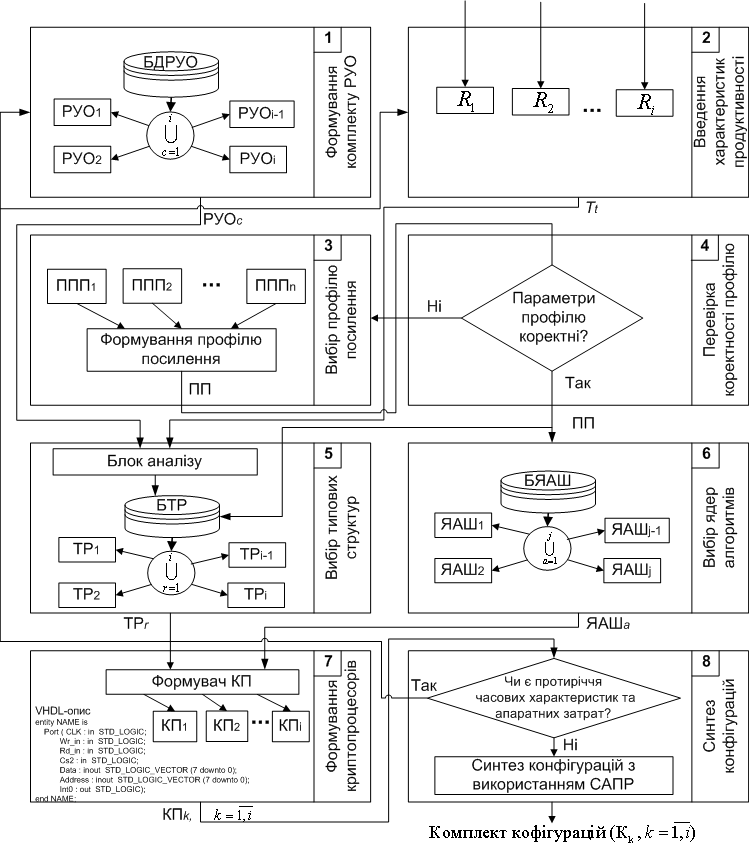 1
БДРУО
РУО1
РУОi-1
i
∪
c=1
РУО2
РУОi
Формування
комплекту РУО
2
R1
R2
...
Ri
Введення
характеристик
продуктивності
РУОc
Tt
3
ППП1
ППП2
...
ПППn
Формування профілю
посилення
ПП
Вибір профілю
посилення
4
Параметри
профілю
коректні?
Ні
Так
Перевірка
коректності профілю
ПП
5
Блок аналізу
БТР
ТР1
ТРi-1
i
∪
r=1
ТР2
ТРi
Вибір типових
структур
6
БЯАШ
ЯАШ1
ЯАШj-1
j
∪
a=1
ЯАШ2
ЯАШj
Вибір ядер
алгоритмів
ТРr
ЯАШa
7
Формувач КП
КП1
КП2
...
КПi
VHDL-опис
entity NAME is
Port ( CLK : in STD_LOGIC;
Wr_in : in STD_LOGIC;
Rd_in : in STD_LOGIC;
Cs2 : in STD_LOGIC;
Data : inout STD_LOGIC_VECTOR (7 downto 0);
Address : inout STD_LOGIC_VECTOR (7 downto 0);
Int0 : out STD_LOGIC);
end NAME;
Формування
криптопроцесорів
8
Так
Чи є протиріччя
часових характеристик та
апаратних затрат?
Ні
Синтез конфігурацій з
використанням САПР
Синтез
конфігурацій
КПk, k = 1,i
Комплект кофігурацій (Кk , k = 1,i)